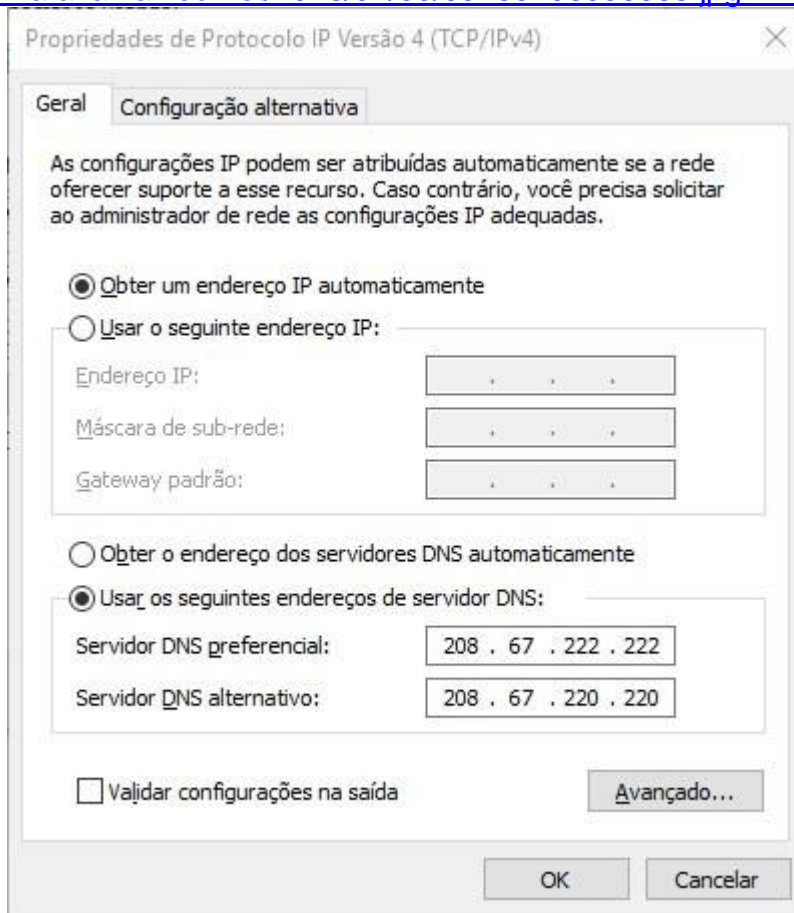 Propriedades de Protocolo IP Versão 4 (TCP/IPv4)
Geral
Configuração alternativa
As configurações IP podem ser atribuídas automaticamente se a rede
oferecer suporte a esse recurso. Caso contrário, você precisa solicitar
ao administrador de rede as configurações IP adequadas.
Obter um endereço IP automaticamente
Usar o seguinte endereço IP:
Endereço IP:
. . .
Máscara de sub-rede:
. . .
Gateway padrão:
. . .
Obter o endereço dos servidores DNS automaticamente
Usar os seguintes endereços de servidor DNS:
Servidor DNS preferencial:
208 . 67 . 222 . 222
Servidor DNS alternativo:
208 . 67 . 220 . 220
Validar configurações na saída
Avançado...
OK
Cancelar